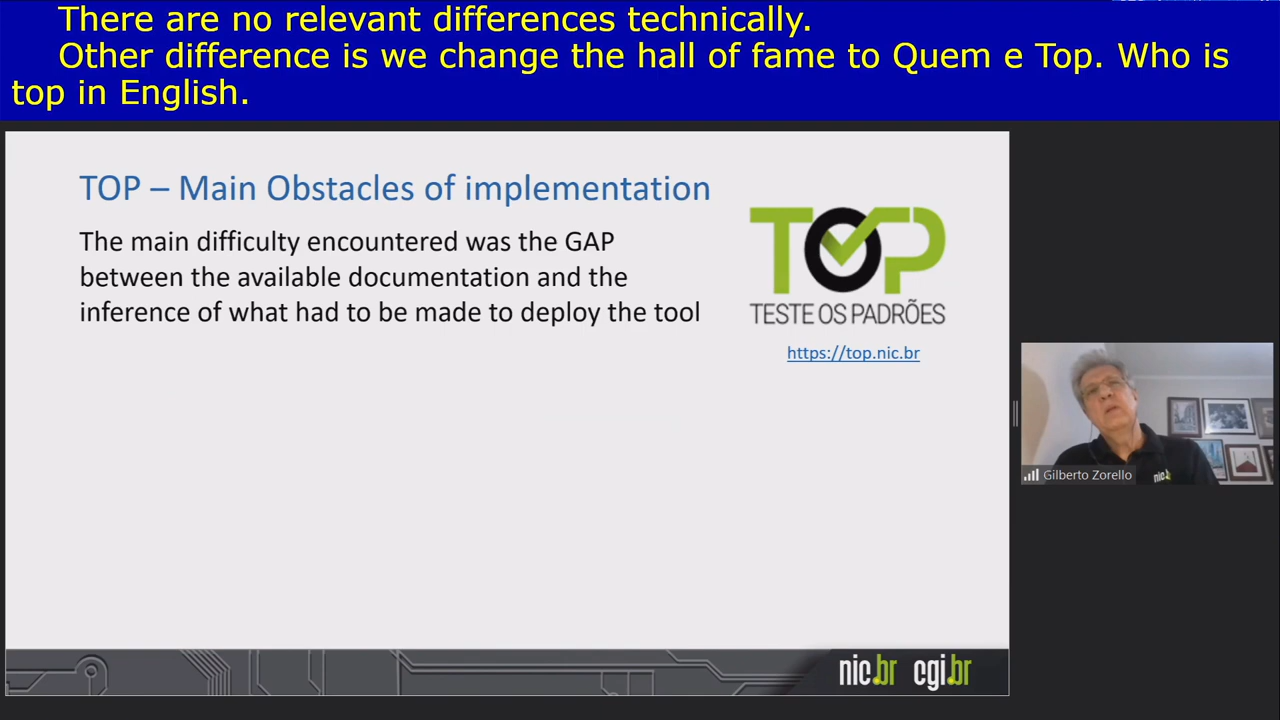 There are no relevant differences technically.
Other difference is we change the hall of fame to Quem e Top. Who is
top in English.
TOP – Main Obstacles of implementation
The main difficulty encountered was the GAP
between the available documentation and the
inference of what had to be made to deploy the tool
TOP
TESTE OS PADRÕES
https://top.nic.br
Gilberto Zorello
nic.br cgi.br